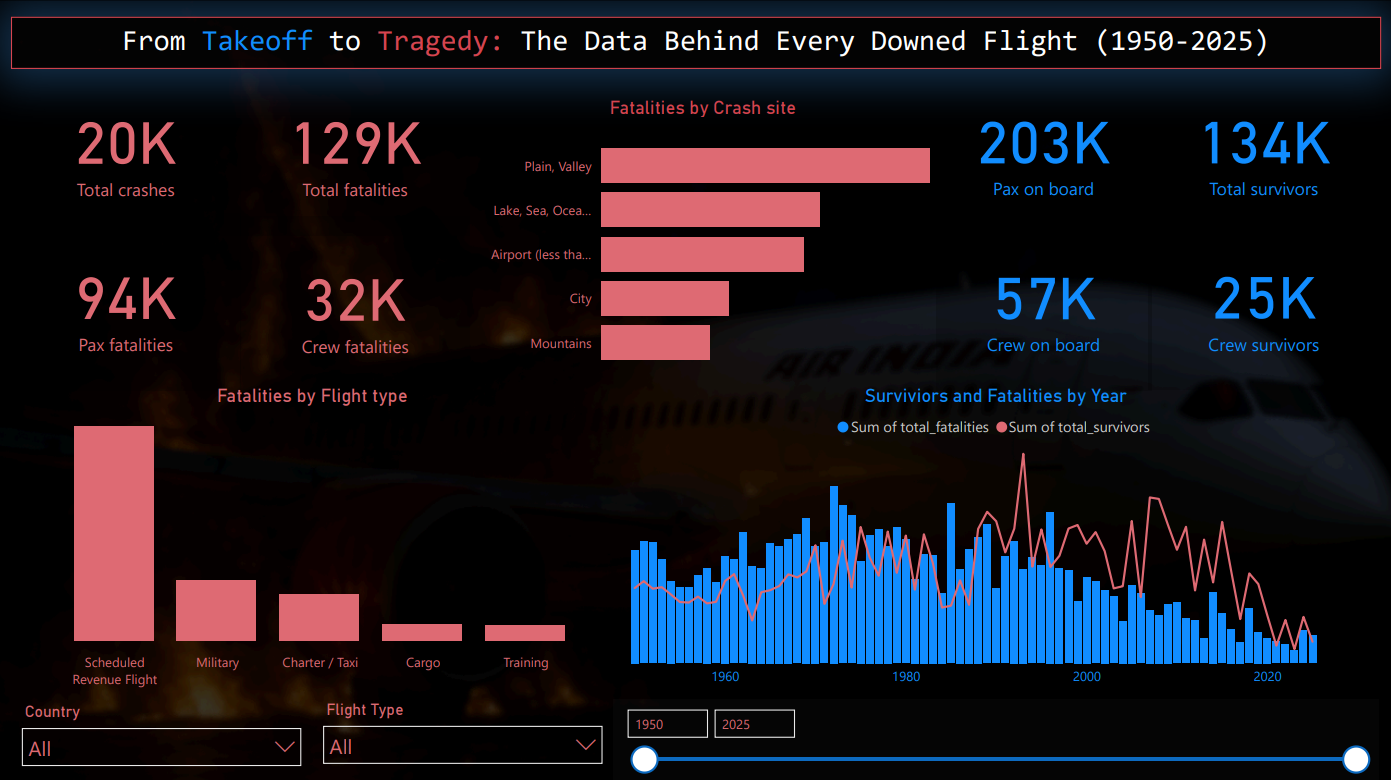 From Takeoff to Tragedy: The Data Behind Every Downed Flight (1950-2025)
20K
Total crashes
129K
Total fatalities
94K
Pax fatalities
32K
Crew fatalities
Fatalities by Crash site
Plain, Valley
Lake, Sea, Ocea...
Airport (less tha...
City
Mountains
203K
Pax on board
134K
Total survivors
57K
Crew on board
25K
Crew survivors
AIR INDIA
Fatalities by Flight type
Scheduled
Revenue Flight
Military
Charter / Taxi
Cargo
Training
Surviviors and Fatalities by Year
Sum of total_fatalities Sum of total_survivors
1960 1980 2000 2020
Country
All
Flight Type
All
1950 2025